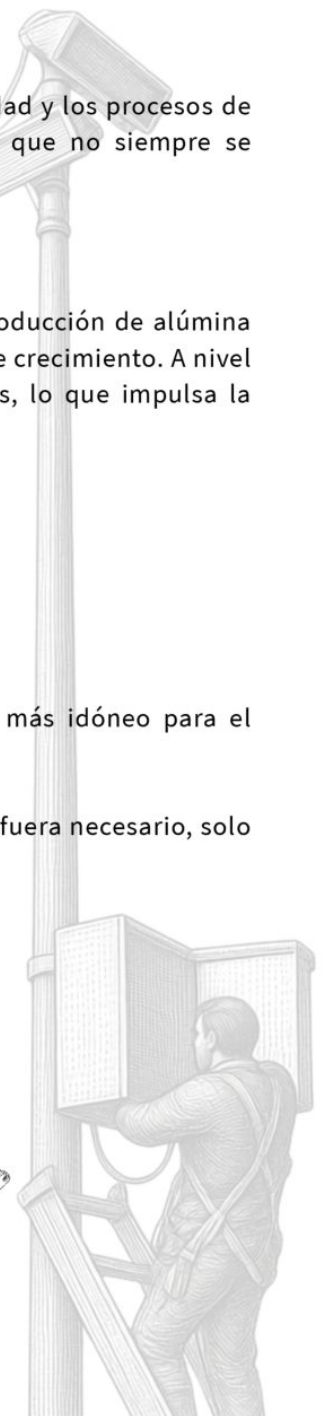 dad y los procesos de
que no siempre se
oducción de alúmina
e crecimiento. A nivel
s, lo que impulsa la
más idóneo para el
fuera necesario, solo